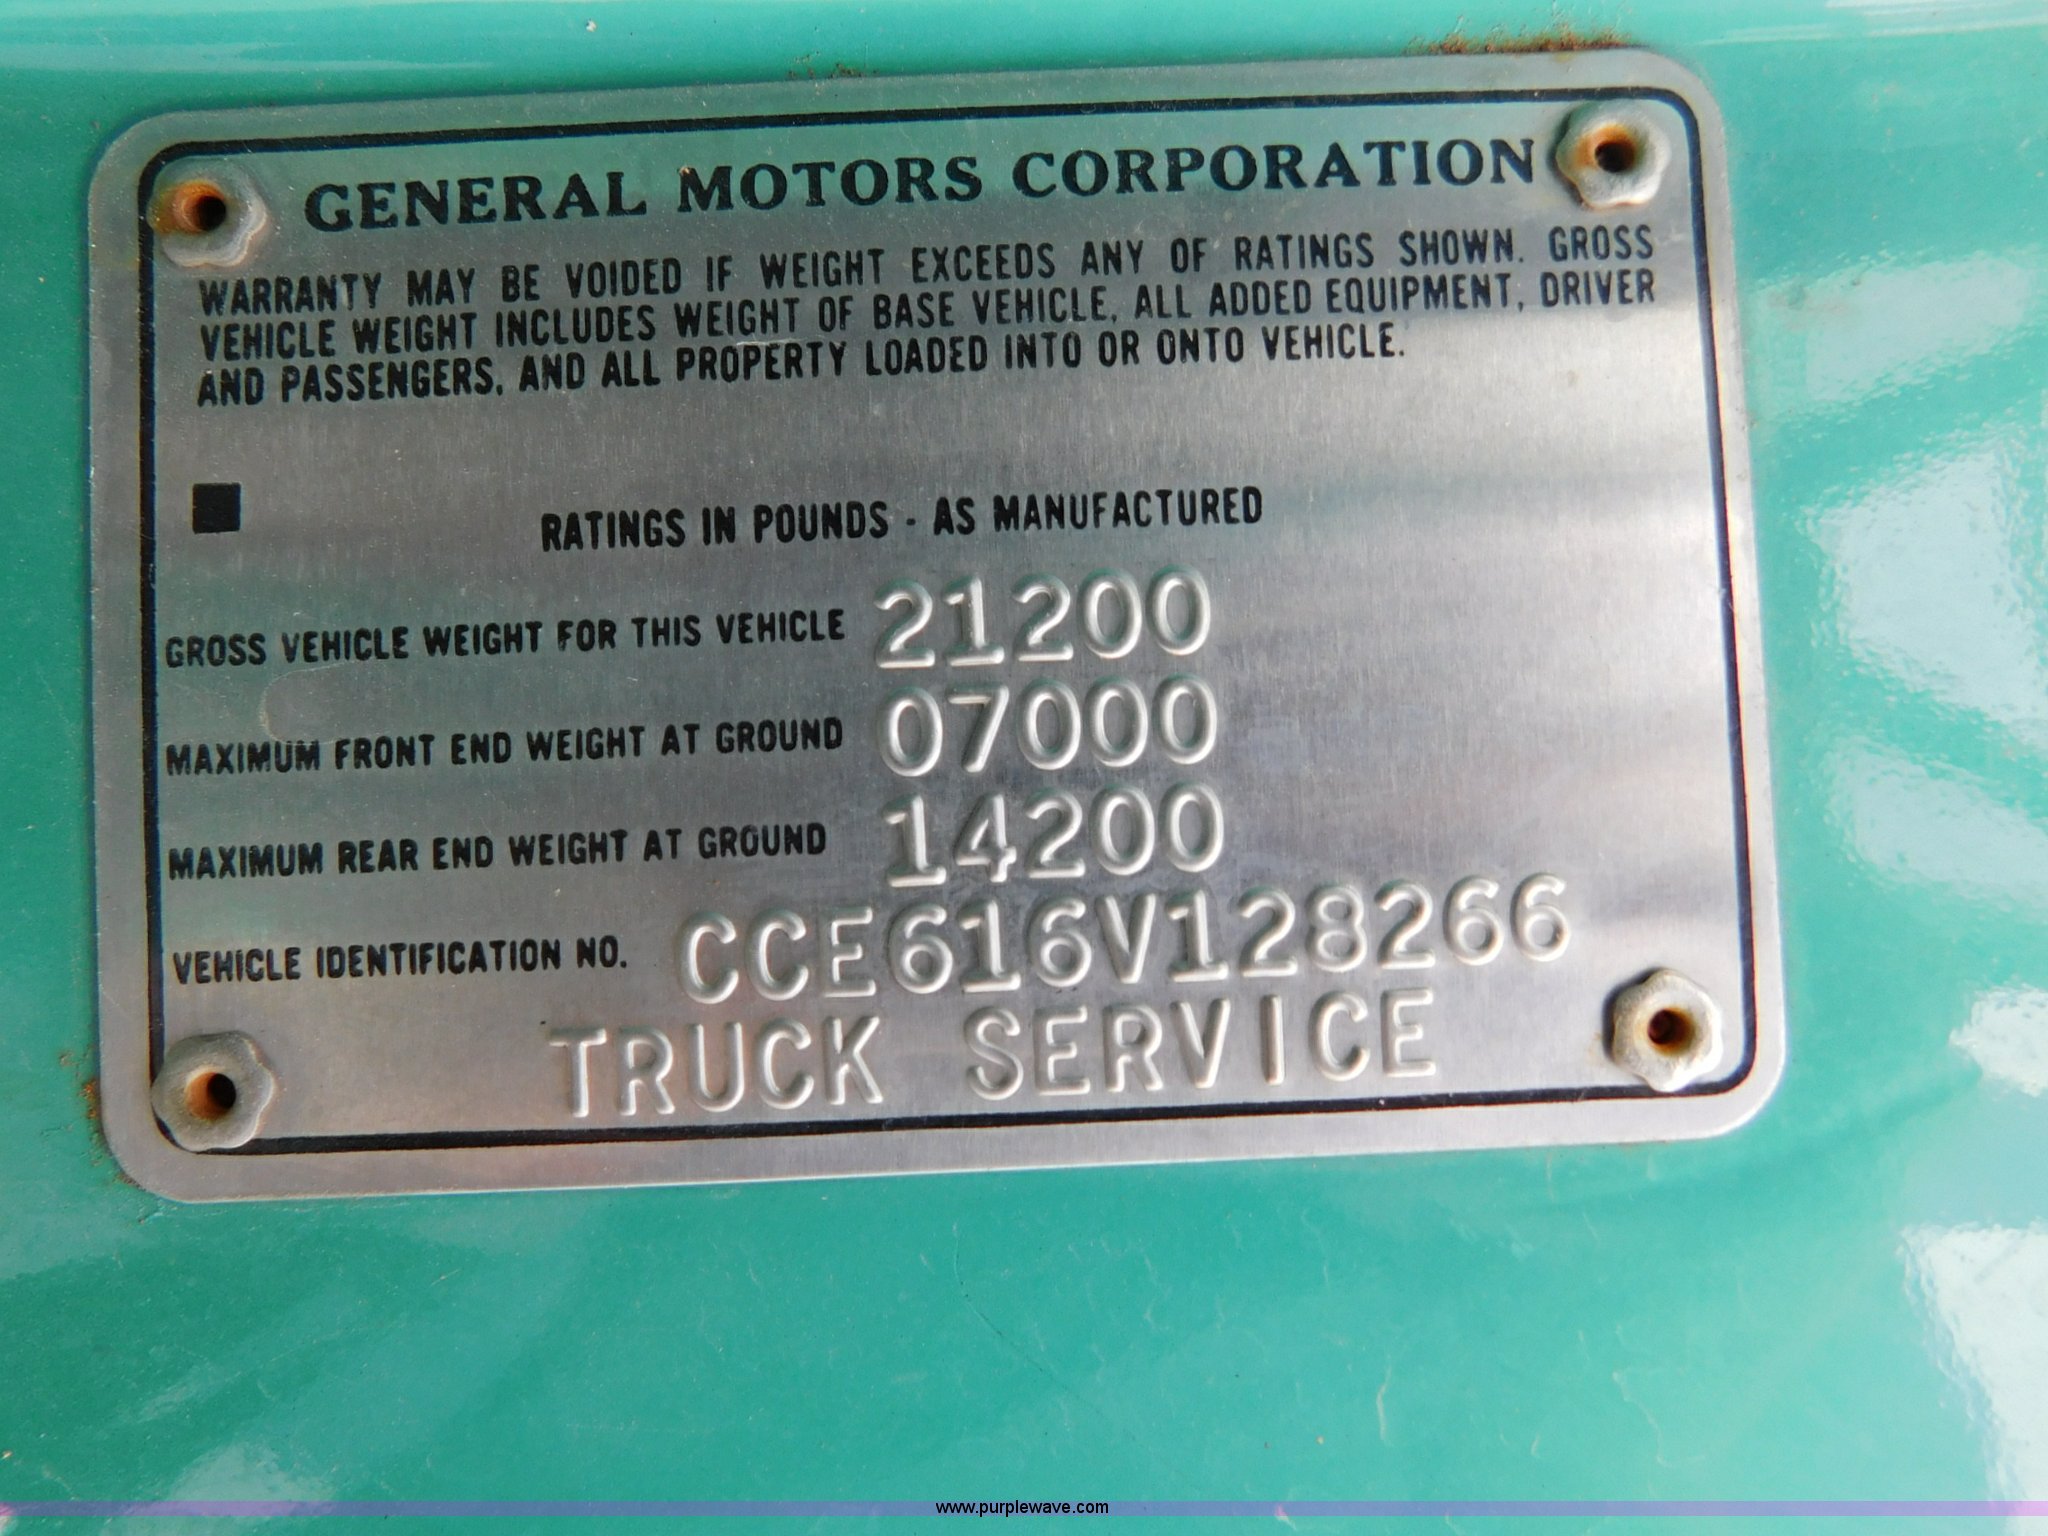 GENERAL MOTORS CORPORATION
WARRANTY MAY BE VOIDED IF WEIGHT EXCEEDS ANY OF RATINGS SHOWN. GROSS
VEHICLE WEIGHT INCLUDES WEIGHT OF BASE VEHICLE, ALL ADDED EQUIPMENT, DRIVER
AND PASSENGERS, AND ALL PROPERTY LOADED INTO OR ONTO VEHICLE.
RATINGS IN POUNDS - AS MANUFACTURED
GROSS VEHICLE WEIGHT FOR THIS VEHICLE 21200
MAXIMUM FRONT END WEIGHT AT GROUND 07000
MAXIMUM REAR END WEIGHT AT GROUND 14200
VEHICLE IDENTIFICATION NO. CCE616V128266
TRUCK SERVICE
www.purplewave.com